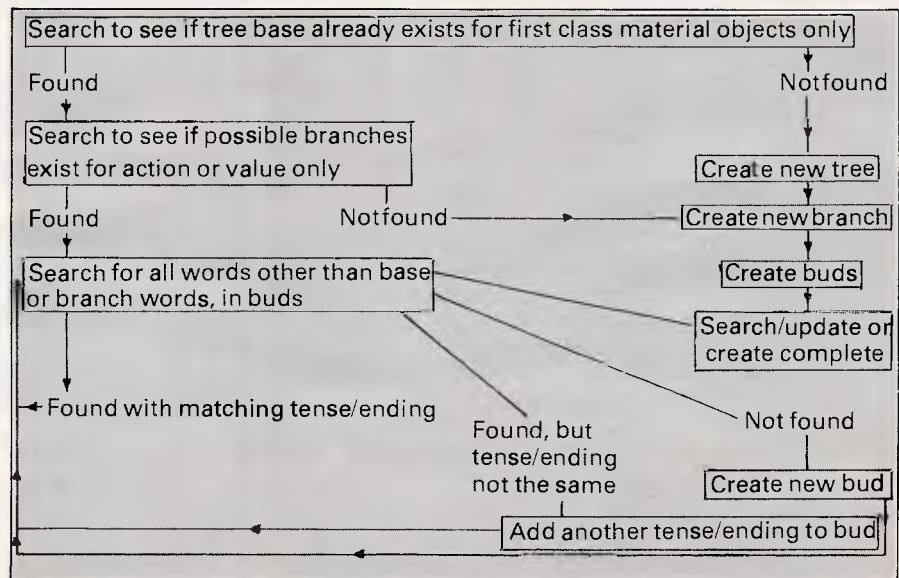 Search to see if tree base already exists for first class material objects only
Found
Not found
Search to see if possible branches
exist for action or value only
Create new tree
Found
Not found
Create new branch
Search for all words other than base
or branch words, in buds
Create buds
Search/update or
create complete
Found with matching tense/ending
Found, but
tense/ending
not the same
Not found
Create new bud
Add another tense/ending to bud